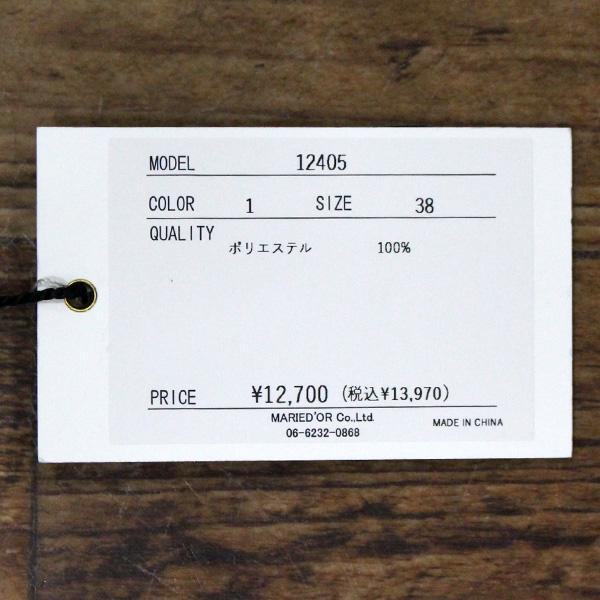 MODEL 12405
COLOR 1 SIZE 38
QUALITY
ポリエステル 100%
PRICE ¥12,700 (税込¥13,970)
MARIED'OR Co.,Ltd.
06-6232-0868
MADE IN CHINA